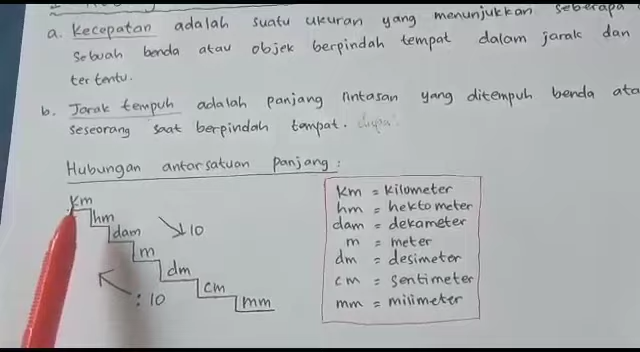 a. Kecepatan adalah suatu ukuran yang menunjukkan seberapa
sebuah benda atau objek berpindah tempat dalam jarak dan
tertentu.
b. Jarak tempuh adalah panjang lintasan yang ditempuh benda ata
seseorang saat berpindah tempat.
Hubungan antarsatuan panjang :
km
hm
dam
m
dm
cm
mm
10
: 10
km = kilometer
hm = hektometer
dam = dekameter
m = meter
dm = desimeter
cm = sentimeter
mm = milimeter